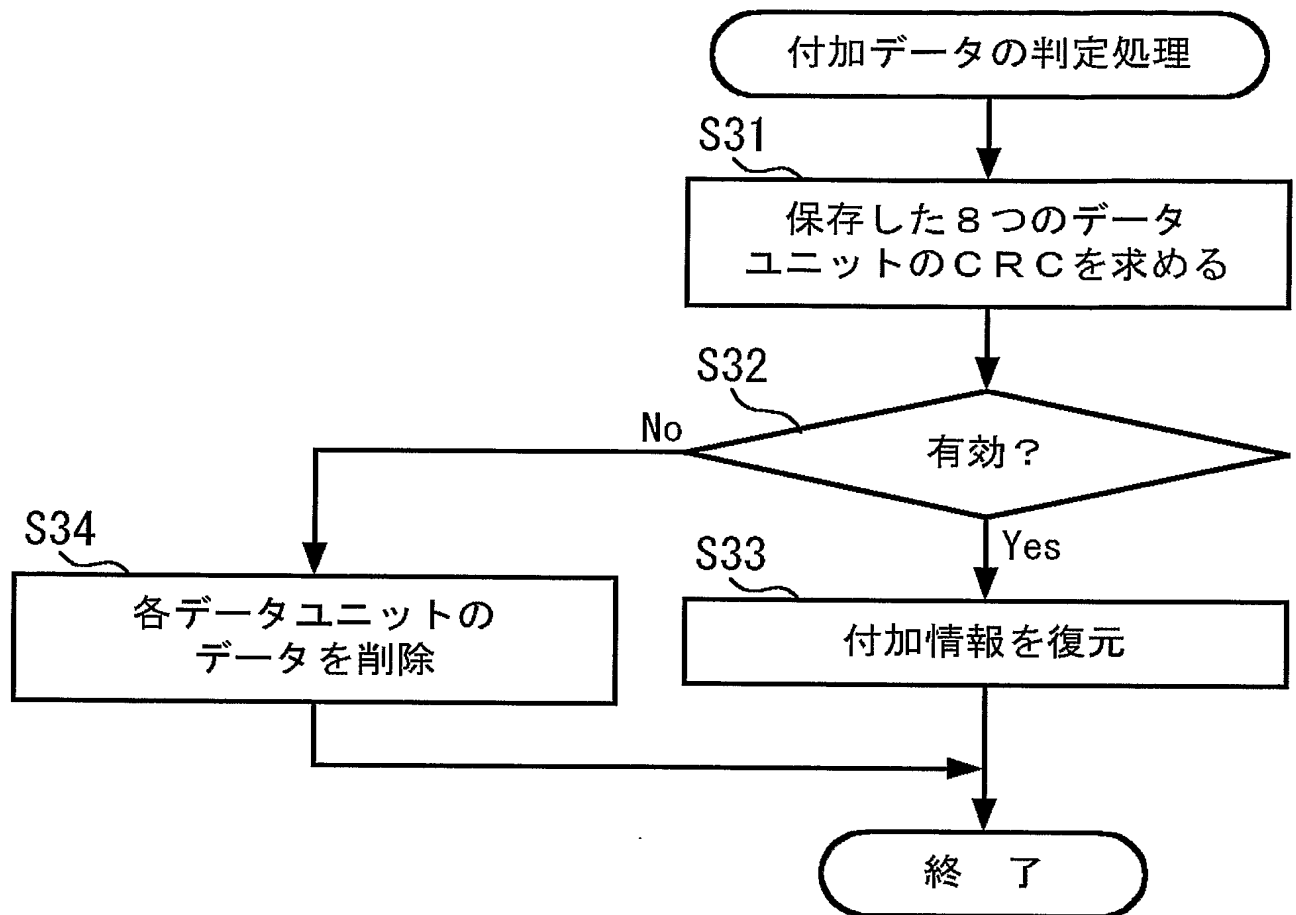 付加データの判定処理
S31
保存した８つのデータ
ユニットのＣＲＣを求める
S32
No
有効？
Yes
S34
各データユニットの
データを削除
S33
付加情報を復元
終　了